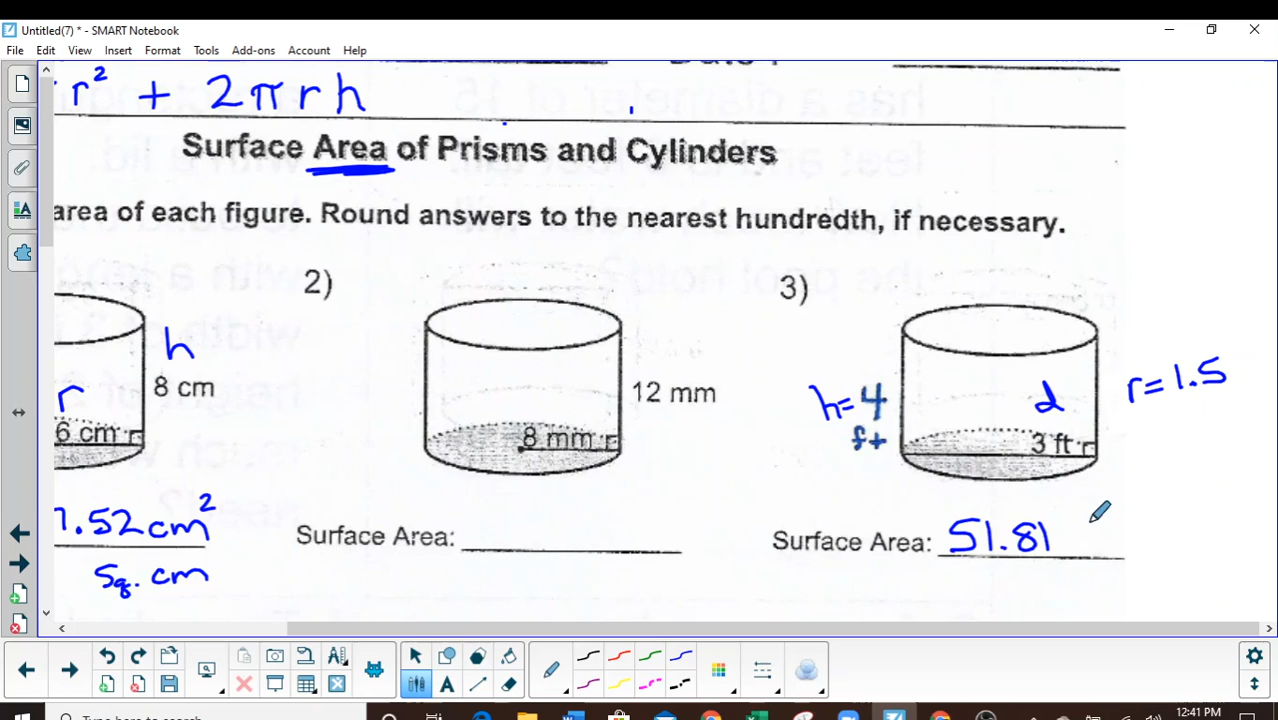 Untitled(7) * - SMART Notebook
File Edit View Insert Format Tools Add-ons Account Help
r² + 2πrh
Surface Area of Prisms and Cylinders
area of each figure. Round answers to the nearest hundredth, if necessary.
2)
3)
h
8 cm
r
6 cm
12 mm
8 mm
h= 4
ft
d
3 ft
r= 1.5
.52 cm²
Sq. cm
Surface Area:
Surface Area: 51.81
12:41 PM